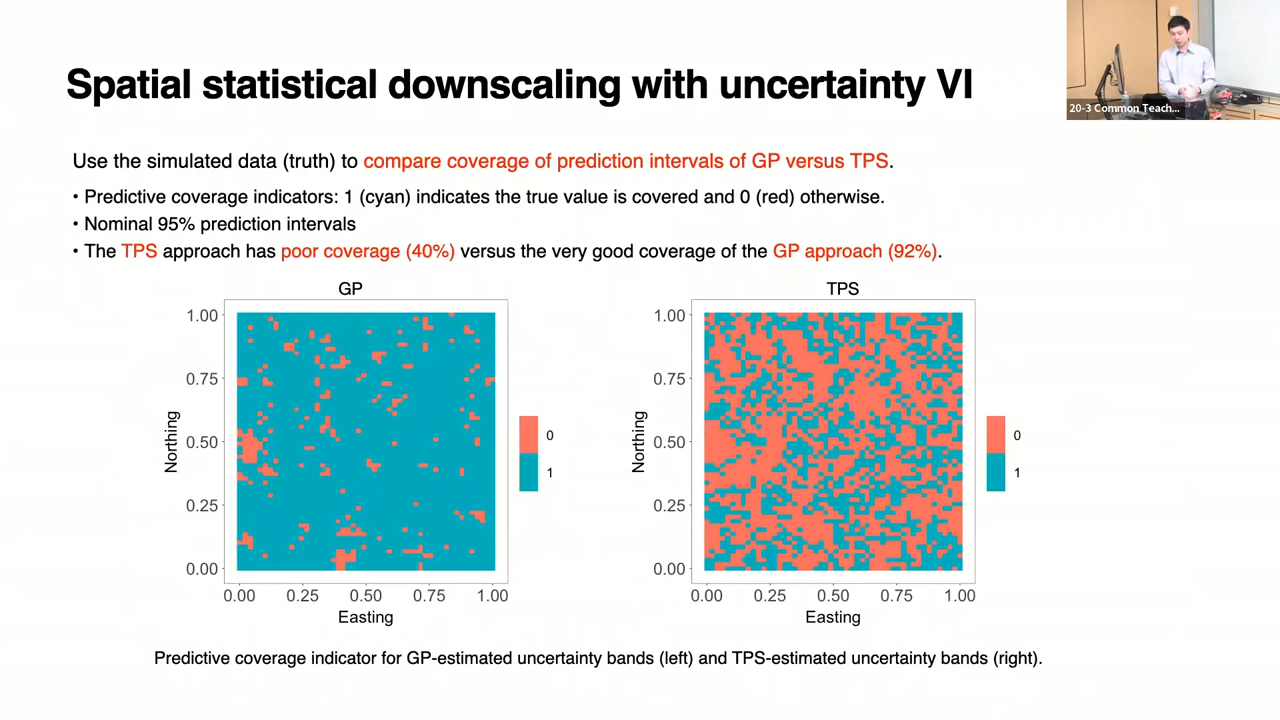 Spatial statistical downscaling with uncertainty VI
20-3 Common Teach...
Use the simulated data (truth) to compare coverage of prediction intervals of GP versus TPS.
• Predictive coverage indicators: 1 (cyan) indicates the true value is covered and 0 (red) otherwise.
• Nominal 95% prediction intervals
• The TPS approach has poor coverage (40%) versus the very good coverage of the GP approach (92%).
GP
1.00
0.75
0.50
0.25
0.00
Northing
0.00 0.25 0.50 0.75 1.00
Easting
0
1
TPS
1.00
0.75
0.50
0.25
0.00
Northing
0.00 0.25 0.50 0.75 1.00
Easting
0
1
Predictive coverage indicator for GP-estimated uncertainty bands (left) and TPS-estimated uncertainty bands (right).